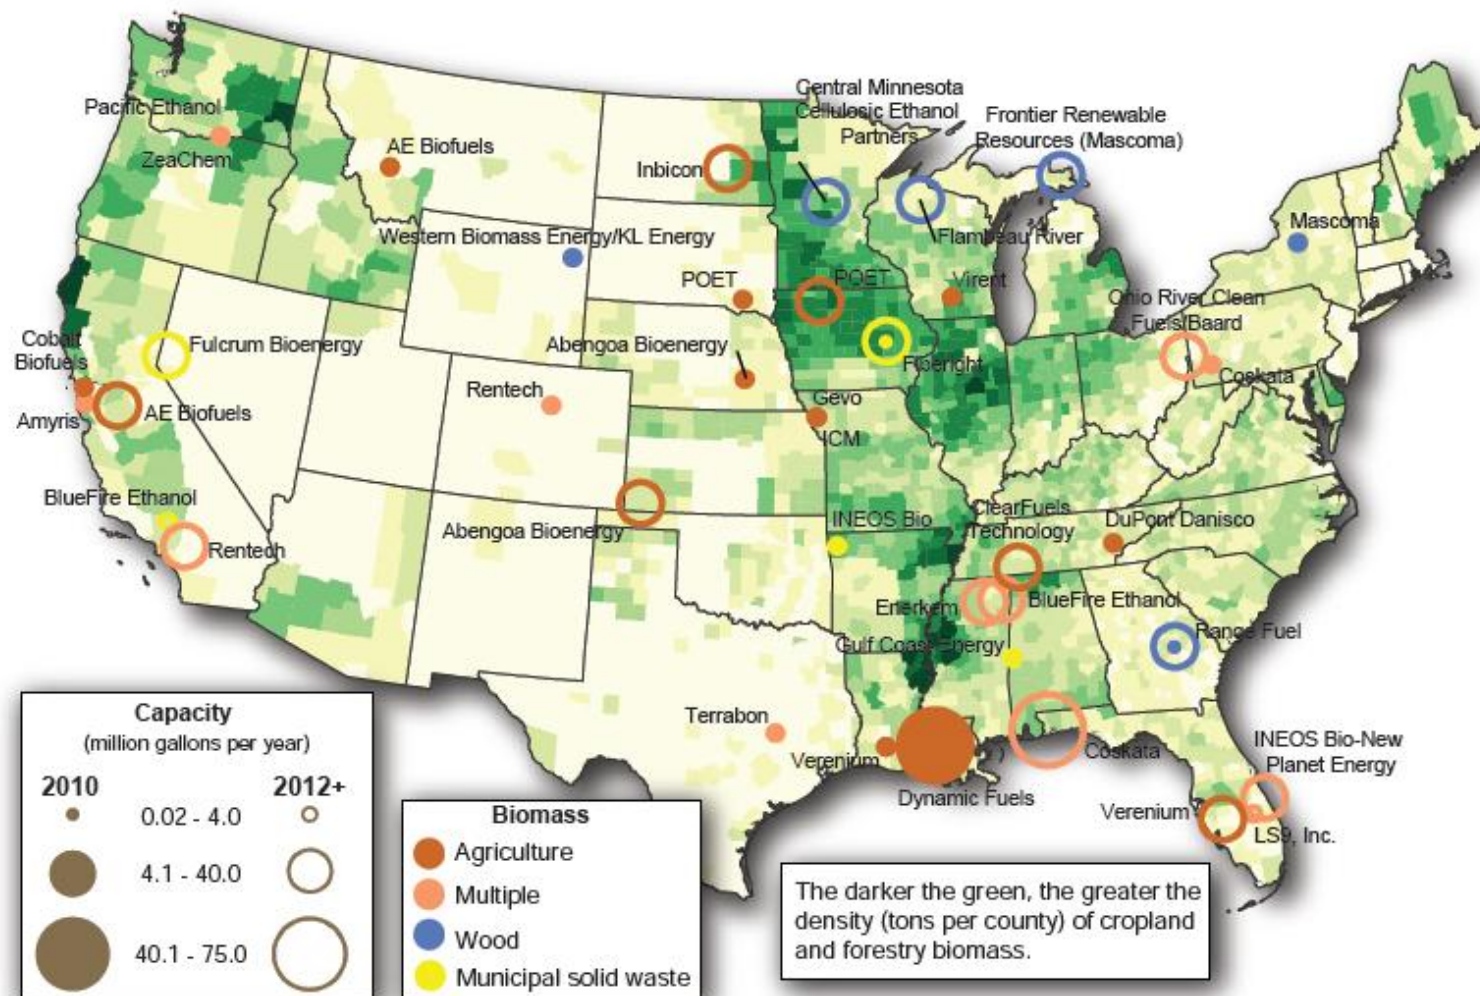 Central Minnesota
Cellulosic Ethanol
Partners
Frontier Renewable
Resources (Mascoma)
Pacific Ethanol
ZeaChem
AE Biofuels
Inbicon
Western Biomass Energy/KL Energy
Flambeau River
Mascoma
POET
POET
Virent
Ohio River Clean
Fuels/Baard
Cobalt
Biofuels
Fulcrum Bioenergy
Abengoa Bioenergy
Fiberight
Coskata
Rentech
Gevo
Amyris
AE Biofuels
ICM
BlueFire Ethanol
Rentech
Abengoa Bioenergy
INEOS Bio
ClearFuels
Technology
DuPont Danisco
Enerkem
BlueFire Ethanol
Gulf Coast Energy
Range Fuel
Terrabon
Verenium
Dynamic Fuels
Coskata
INEOS Bio-New
Planet Energy
Verenium
LS9, Inc.
Capacity
(million gallons per year)
2010 2012+
0.02 - 4.0
4.1 - 40.0
40.1 - 75.0
Biomass
Agriculture
Multiple
Wood
Municipal solid waste
The darker the green, the greater the
density (tons per county) of cropland
and forestry biomass.